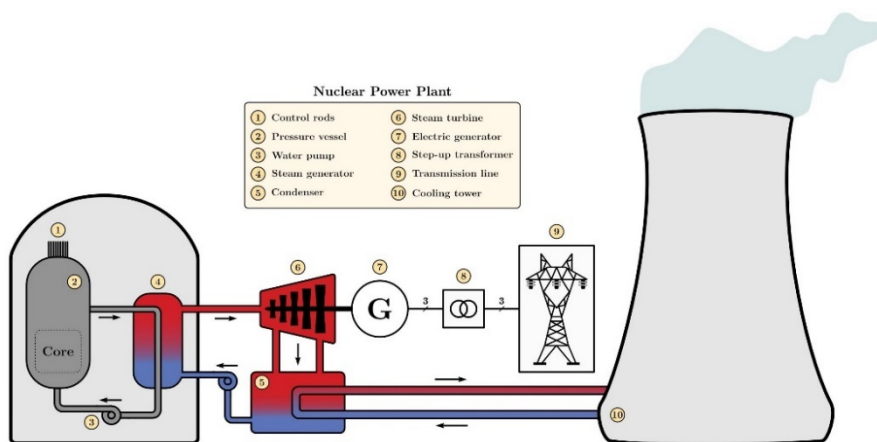 Nuclear Power Plant
1 Control rods
2 Pressure vessel
3 Water pump
4 Steam generator
5 Condenser
6 Steam turbine
7 Electric generator
8 Step-up transformer
9 Transmission line
10 Cooling tower
1
2
Core
3
4
5
6
7
G
3
8
3
9
10